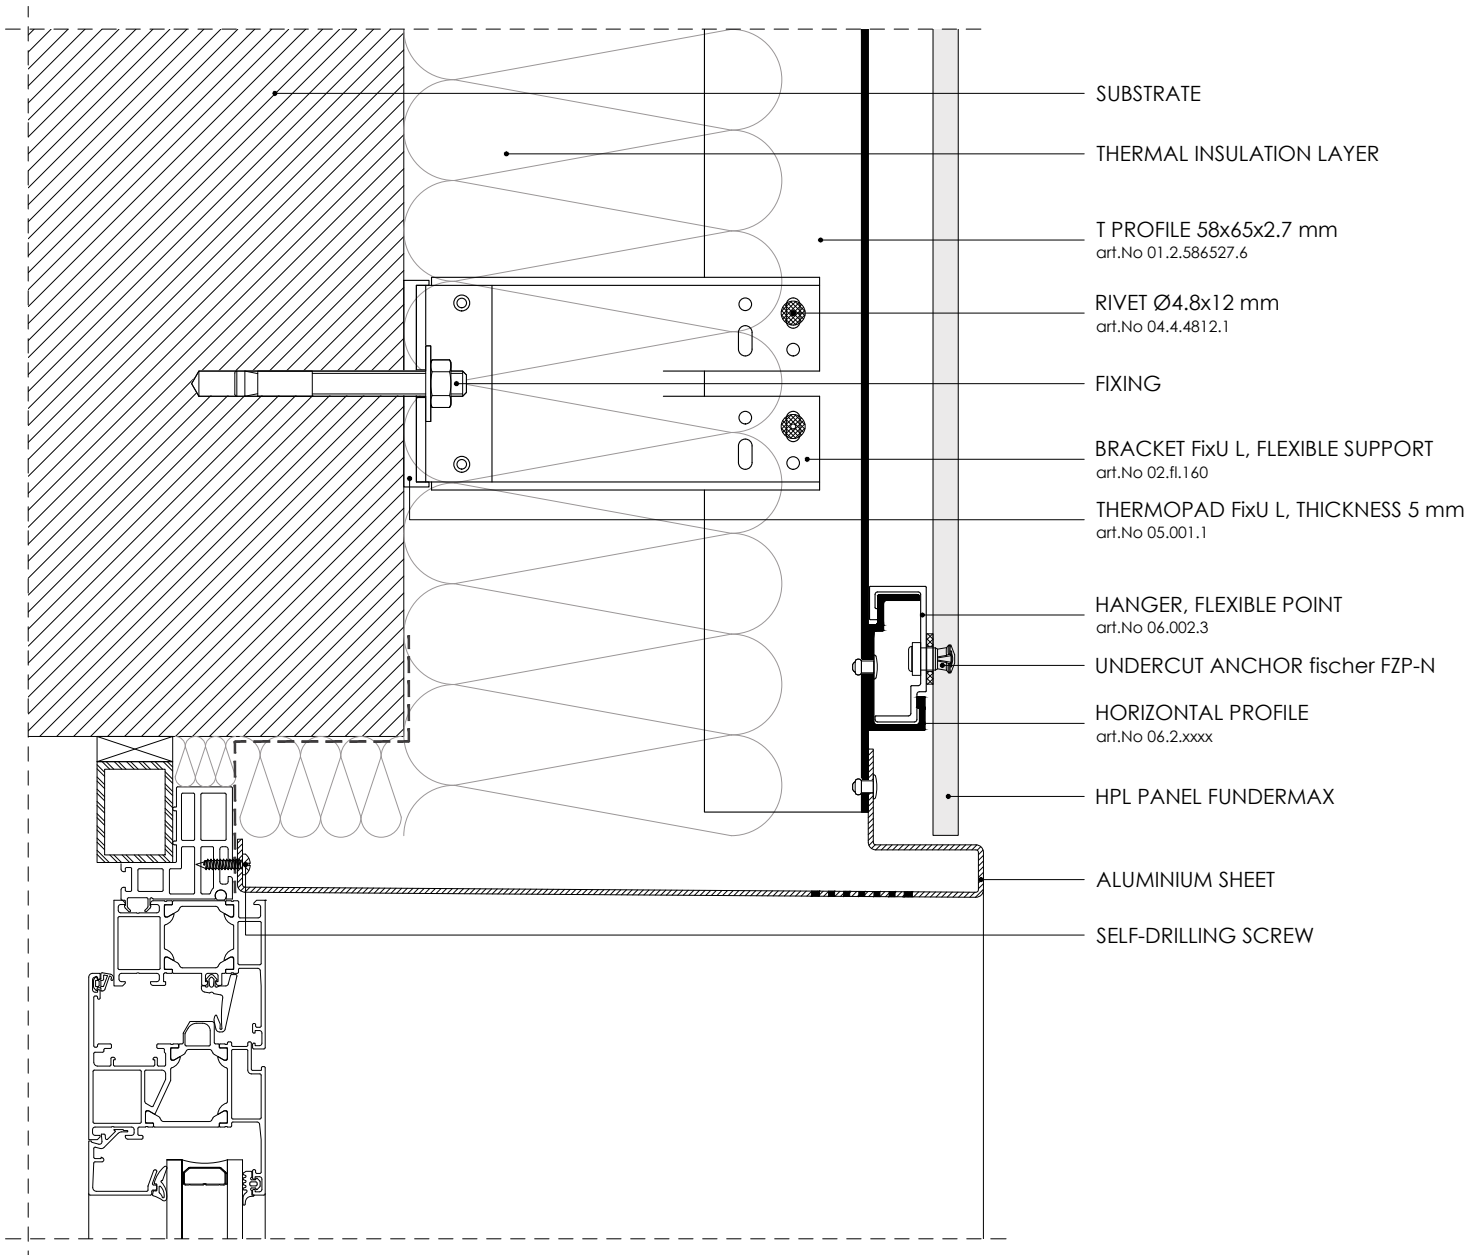 SUBSTRATE
THERMAL INSULATION LAYER
T PROFILE 58x65x2.7 mm
art.No 01.2.586527.6
RIVET Ø4.8x12 mm
art.No 04.4.4812.1
FIXING
BRACKET FixU L, FLEXIBLE SUPPORT
art.No 02.fl.160
THERMOPAD FixU L, THICKNESS 5 mm
art.No 05.001.1
HANGER, FLEXIBLE POINT
art.No 06.002.3
UNDERCUT ANCHOR fischer FZP-N
HORIZONTAL PROFILE
art.No 06.2.xxxx
HPL PANEL FUNDERMAX
ALUMINIUM SHEET
SELF-DRILLING SCREW